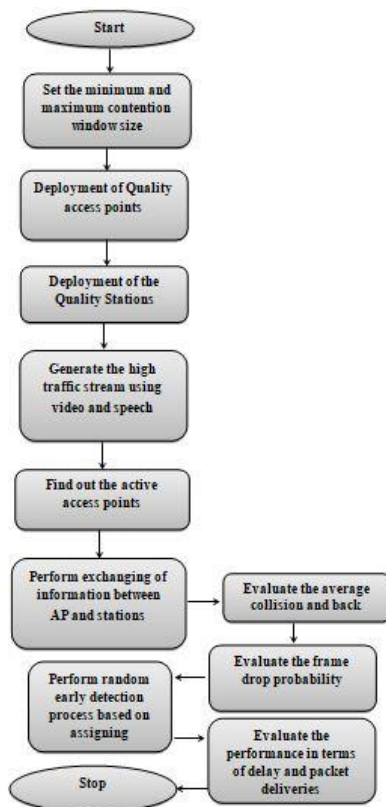 Start
Set the minimum and
maximum contention
window size
Deployment of Quality
access points
Deployment of the
Quality Stations
Generate the high
traffic stream using
video and speech
Find out the active
access points
Perform exchanging of
information between
AP and stations
Evaluate the average
collision and back
Evaluate the frame
drop probability
Perform random
early detection
process based on
assigning
Evaluate the
performance in terms
of delay and packet
deliveries
Stop